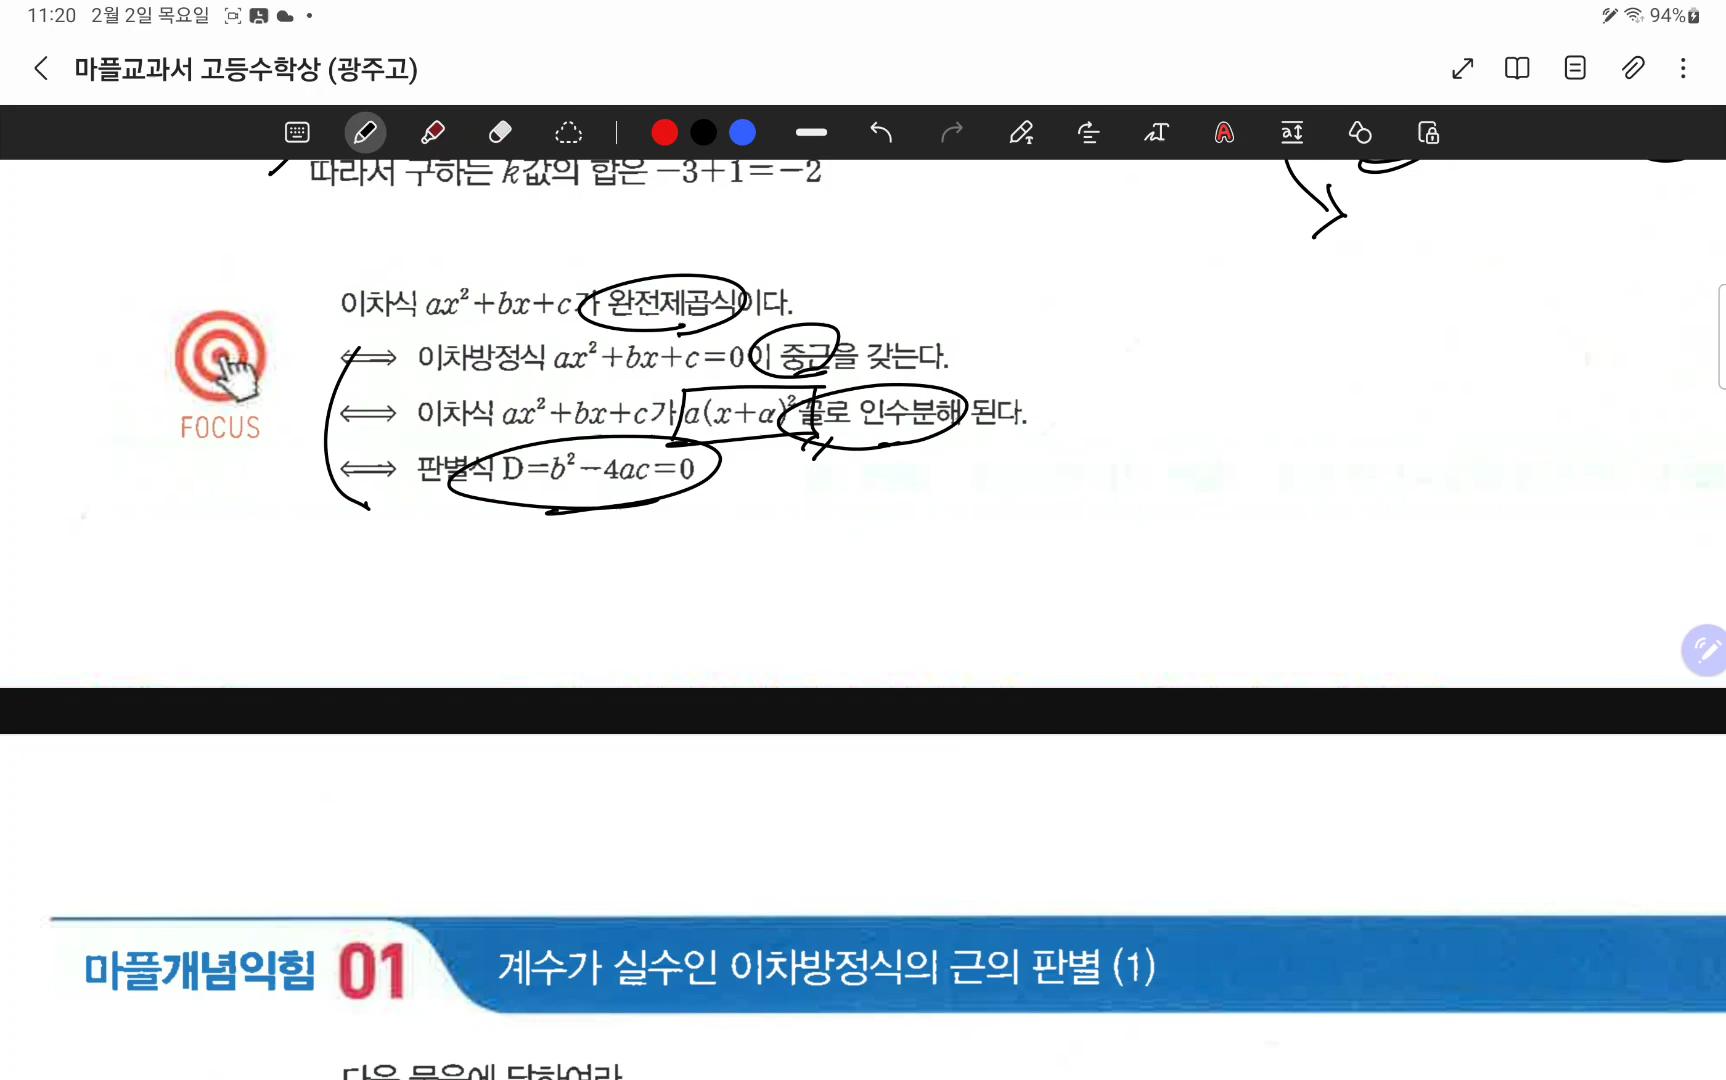 11:20 2월 2일 목요일
94%
마플교과서 고등수학상 (광주고)
따라서 구하는 k값의 합은 −3+1=−2
이차식 ax²+bx+c가 완전제곱식이다.
⟺ 이차방정식 ax²+bx+c=0이 중근을 갖는다.
⟺ 이차식 ax²+bx+c가 a(x+α)²꼴로 인수분해 된다.
⟺ 판별식 D=b²−4ac=0
FOCUS
마플개념익힘 01 계수가 실수인 이차방정식의 근의 판별 (1)
다음 물음에 답하여라.